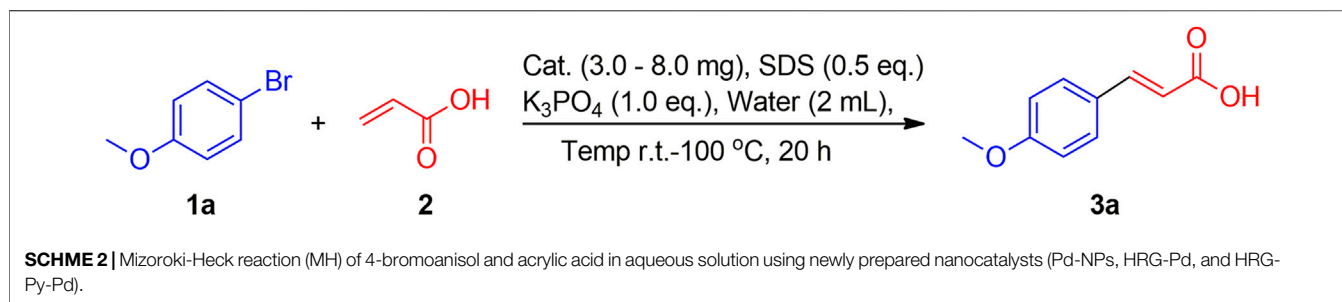 Cat. (3.0 - 8.0 mg), SDS (0.5 eq.)
K₃PO₄ (1.0 eq.), Water (2 mL),
Temp r.t.-100 °C, 20 h
Br
O
+
OH
O
O
OH
O
1a
2
3a
SCHME 2 | Mizoroki-Heck reaction (MH) of 4-bromoanisol and acrylic acid in aqueous solution using newly prepared nanocatalysts (Pd-NPs, HRG-Pd, and HRG-
Py-Pd).